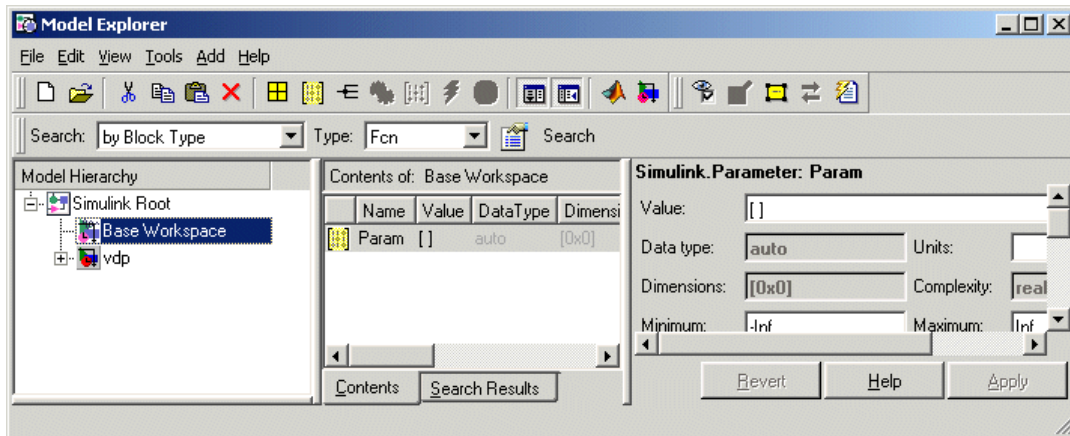 Model Explorer
File Edit View Tools Add Help
Search: by Block Type Type: Fcn Search
Model Hierarchy
Simulink Root
Base Workspace
vdp
Contents of: Base Workspace
Name Value DataType Dimensi
Param [ ] auto [0x0]
Contents Search Results
Simulink.Parameter: Param
Value: [ ]
Data type: auto Units:
Dimensions: [0x0] Complexity: real
Minimum: -Inf Maximum: Inf
Revert Help Apply